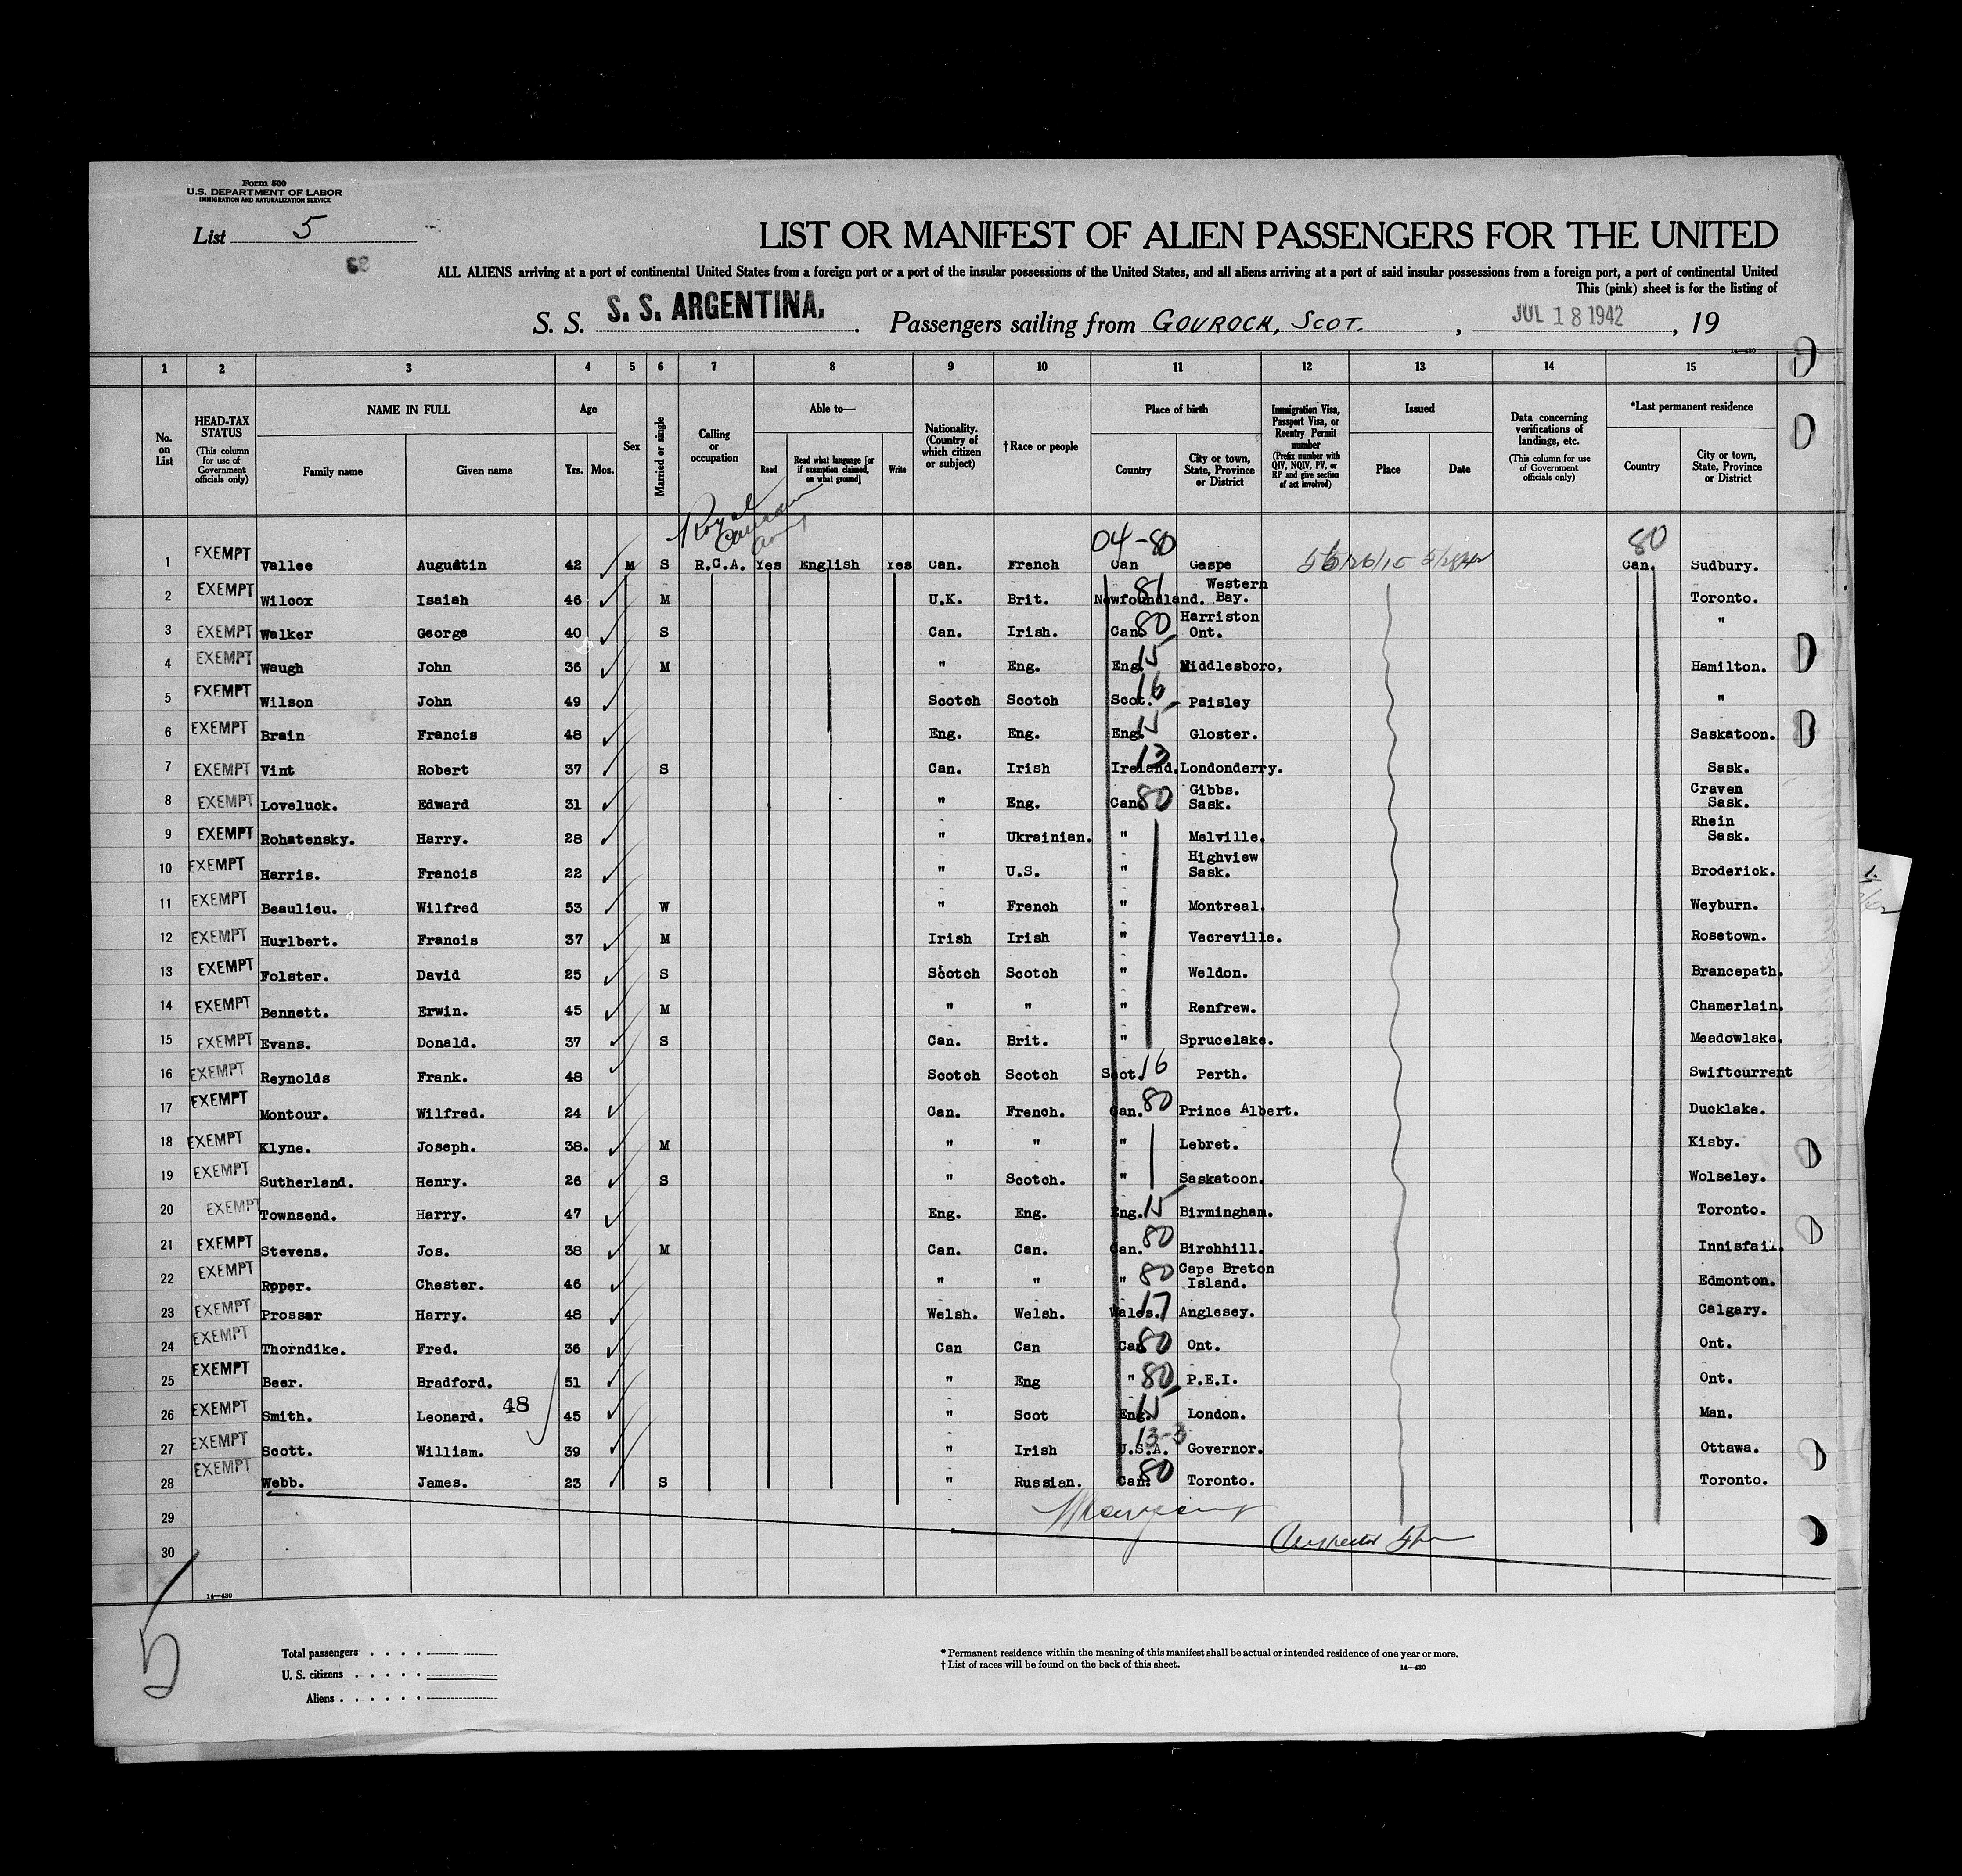 Form 500
U.S. DEPARTMENT OF LABOR
IMMIGRATION AND NATURALIZATION SERVICE
List 5
LIST OR MANIFEST OF ALIEN PASSENGERS FOR THE UNITED
68
ALL ALIENS arriving at a port of continental United States from a foreign port or a port of the insular possessions of the United States, and all aliens arriving at a port of said insular possessions from a foreign port, a port of continental United
This (pink) sheet is for the listing of
S. S. S. S. ARGENTINA. Passengers sailing from GOUROCK, SCOT. , JUL 18 1942 , 19
14—430
1 2 3 4 5 6 7 8 9 10 11 12 13 14 15
No. on List
HEAD-TAX STATUS
(This column for use of Government officials only)
NAME IN FULL
Family name
Given name
Age
Yrs. Mos.
Sex
Married or single
Calling or occupation
Able to—
Read
Read what language [or if exemption claimed, on what ground]
Write
Nationality. (Country of which citizen or subject)
† Race or people
Place of birth
Country
City or town, State, Province or District
Immigration Visa, Passport Visa, or Reentry Permit number
(Prefix number with QIV, NQIV, PV, or RP and give section of act involved)
Issued
Place
Date
Data concerning verifications of landings, etc.
(This column for use of Government officials only)
*Last permanent residence
Country
City or town, State, Province or District
Royal
Canadian
Army
04-80
80
1 EXEMPT Vallee Augustin 42 M S R.C.A. Yes English Yes Can. French Can Gaspe Can. Sudbury.
2 EXEMPT Wilcox Isaiah 46 M U.K. Brit. Newfoundland. 81 Western Bay. Toronto.
3 EXEMPT Walker George 40 S Can. Irish. Can. 80 Harriston Ont. "
4 EXEMPT Waugh John 36 M " Eng. Eng. 15 Middlesboro, Hamilton.
5 EXEMPT Wilson John 49 Scotch Scotch Scot. 16 Paisley "
6 EXEMPT Brain Francis 48 Eng. Eng. Eng. 15 Gloster. Saskatoon.
7 EXEMPT Vint Robert 37 S Can. Irish Ireland. 13 Londonderry. Sask.
8 EXEMPT Loveluck. Edward 31 " Eng. Can. 80 Gibbs. Sask. Craven Sask.
9 EXEMPT Rohatensky. Harry. 28 " Ukrainian. " Melville. Rhein Sask.
10 EXEMPT Harris. Francis 22 " U.S. " Highview Sask. Broderick.
11 EXEMPT Beaulieu. Wilfred 53 W " French " Montreal. Weyburn.
12 EXEMPT Hurlbert. Francis 37 M Irish Irish " Vecreville. Rosetown.
13 EXEMPT Folster. David 25 S Scotch Scotch " Weldon. Brancepath.
14 EXEMPT Bennett. Erwin. 45 M " " " Renfrew. Chamerlain.
15 EXEMPT Evans. Donald. 37 S Can. Brit. " Sprucelake. Meadowlake.
16 EXEMPT Reynolds Frank. 48 Scotch Scotch Scot. 16 Perth. Swiftcurrent
17 EXEMPT Montour. Wilfred. 24 Can. French. Can. 80 Prince Albert. Ducklake.
18 EXEMPT Klyne. Joseph. 38. M " " " Lebret. Kisby.
19 EXEMPT Sutherland. Henry. 26 S " Scotch. " Saskatoon. Wolseley.
20 EXEMPT Townsend. Harry. 47 Eng. Eng. Eng. 15 Birmingham. Toronto.
21 EXEMPT Stevens. Jos. 38 M Can. Can. Can. 80 Birchhill. Innisfail.
22 EXEMPT Rpper. Chester. 46 " " " 80 Cape Breton Island. Edmonton.
23 EXEMPT Prosser Harry. 48 Welsh. Welsh. Wales. 17 Anglesey. Calgary.
24 EXEMPT Thorndike. Fred. 36 Can Can Can 80 Ont. Ont.
25 EXEMPT Beer. Bradford. 51 " Eng " 80 P.E.I. Ont.
26 EXEMPT Smith. Leonard. 48 45 " Scot Eng. 15 London. Man.
27 EXEMPT Scott. William. 39 " Irish U.S.A. 13-3 Governor. Ottawa.
28 EXEMPT Webb. James. 23 S " Russian. Can. 80 Toronto. Toronto.
29
30
14—430
5
Total passengers
U. S. citizens
Aliens
* Permanent residence within the meaning of this manifest shall be actual or intended residence of one year or more.
† List of races will be found on the back of this sheet.
14—430